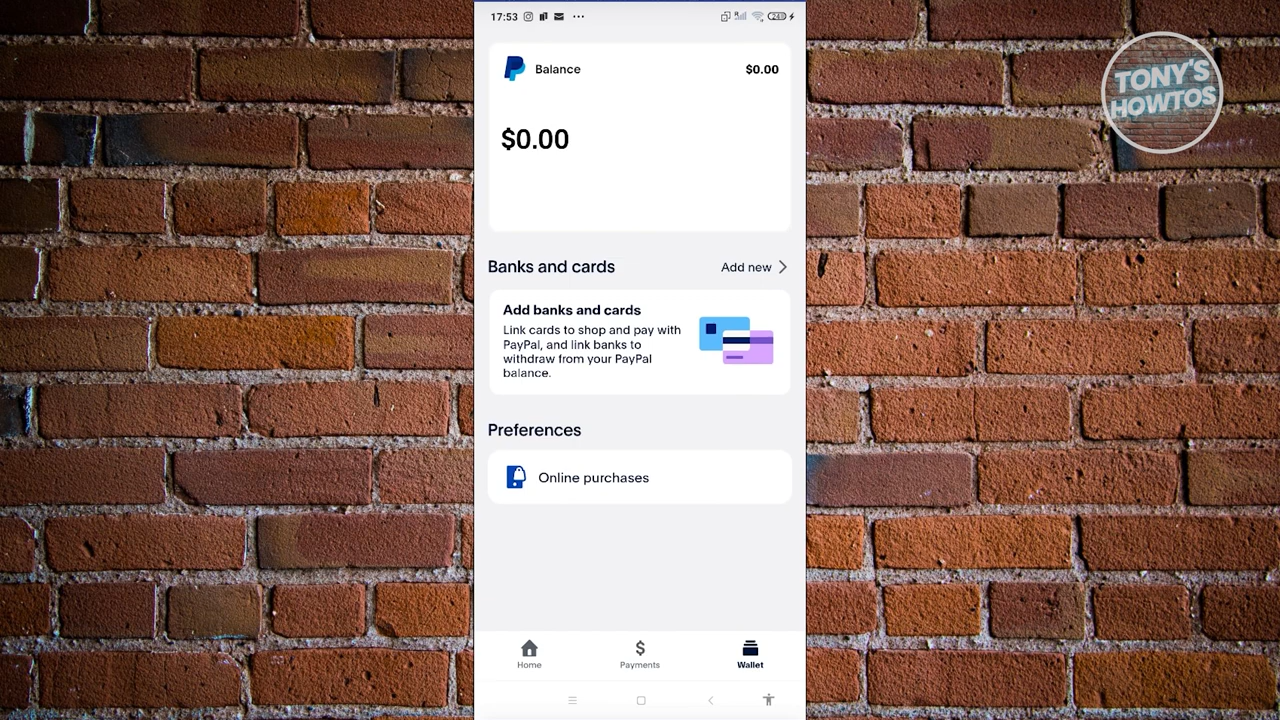 17:53
24
TONY'S
HOWTOS
Balance
$0.00
$0.00
Banks and cards
Add new
Add banks and cards
Link cards to shop and pay with
PayPal, and link banks to
withdraw from your PayPal
balance.
Preferences
Online purchases
Home
Payments
Wallet